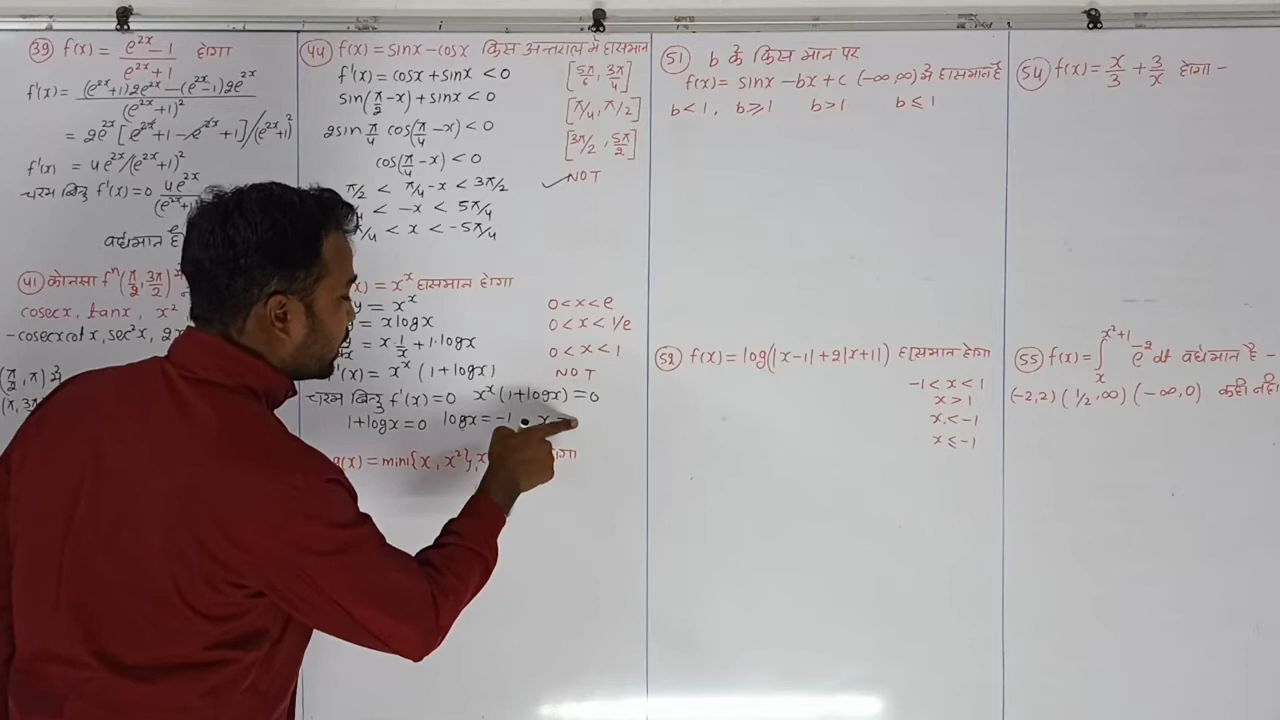 39 f(x) = e^2x − 1 / e^2x + 1 होगा
f'(x) = (e^2x+1)2e^2x − (e^2x−1)2e^2x / (e^2x+1)^2
= 2e^2x [e^2x + 1 − e^2x + 1]/(e^2x+1)^2
f'(x) = 4e^2x/(e^2x+1)^2
चरम बिन्दु f'(x) = 0 4e^2x
वर्धमान है
41 कोनसा f^n (π/2, 3π/2) में
cosecx, tanx, x^2
−cosecx cotx, sec^2x, 2x
(π/2, π) में
44 f(x) = sinx − cosx किस अन्तराल में हासमान
f'(x) = cosx + sinx < 0
sin(π/2 − x) + sinx < 0
2sin π/4 cos(π/4 − x) < 0
cos(π/4 − x) < 0
π/2 < π/4 − x < 3π/2
< −x < 5π/4
< x < −5π/4
[5π/6, 3π/4]
[π/4, π/2]
[3π/2, 5π/2]
✓ NOT
= x^x हासमान होगा
y = x^x
= x log x
= x · 1/x + 1 · log x
'(x) = x^x (1 + log x)
0 < x < e
0 < x < 1/e
0 < x < 1
NOT
चरम बिन्दु f'(x) = 0 x^x (1 + log x) = 0
1 + log x = 0 log x = −1 x
g(x) = mini{x, x^2}, x
51 b के किस मान पर
f(x) = sinx − bx + c (−∞, ∞) में हासमान है
b < 1, b ⩾ 1 b > 1 b ⩽ 1
52 f(x) = log(|x−1| + 2|x+1|) हासमान होगा
−1 < x < 1
x > 1
x < −1
x ⩽ −1
54 f(x) = x/3 + 3/x होगा −
55 f(x) = ∫_x^(x^2+1) e^−2 dt वर्धमान है −
(−2, 2) (1/2, ∞) (−∞, 0) कही नही